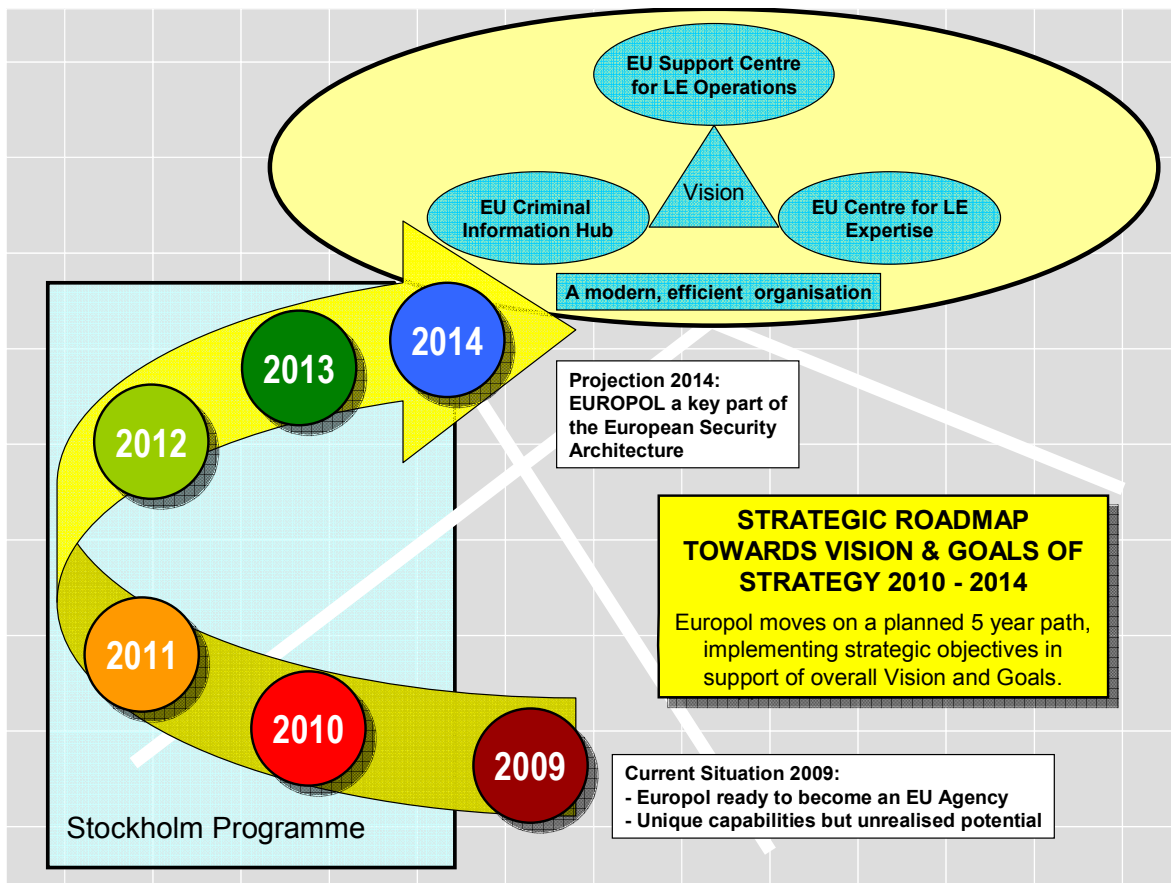 EU Support Centre
for LE Operations
Vision
EU Criminal
Information Hub
EU Centre for LE
Expertise
A modern, efficient organisation
2014
2013
2012
2011
2010
2009
Projection 2014:
EUROPOL a key part of
the European Security
Architecture
STRATEGIC ROADMAP
TOWARDS VISION & GOALS OF
STRATEGY 2010 - 2014
Europol moves on a planned 5 year path,
implementing strategic objectives in
support of overall Vision and Goals.
Current Situation 2009:
- Europol ready to become an EU Agency
- Unique capabilities but unrealised potential
Stockholm Programme